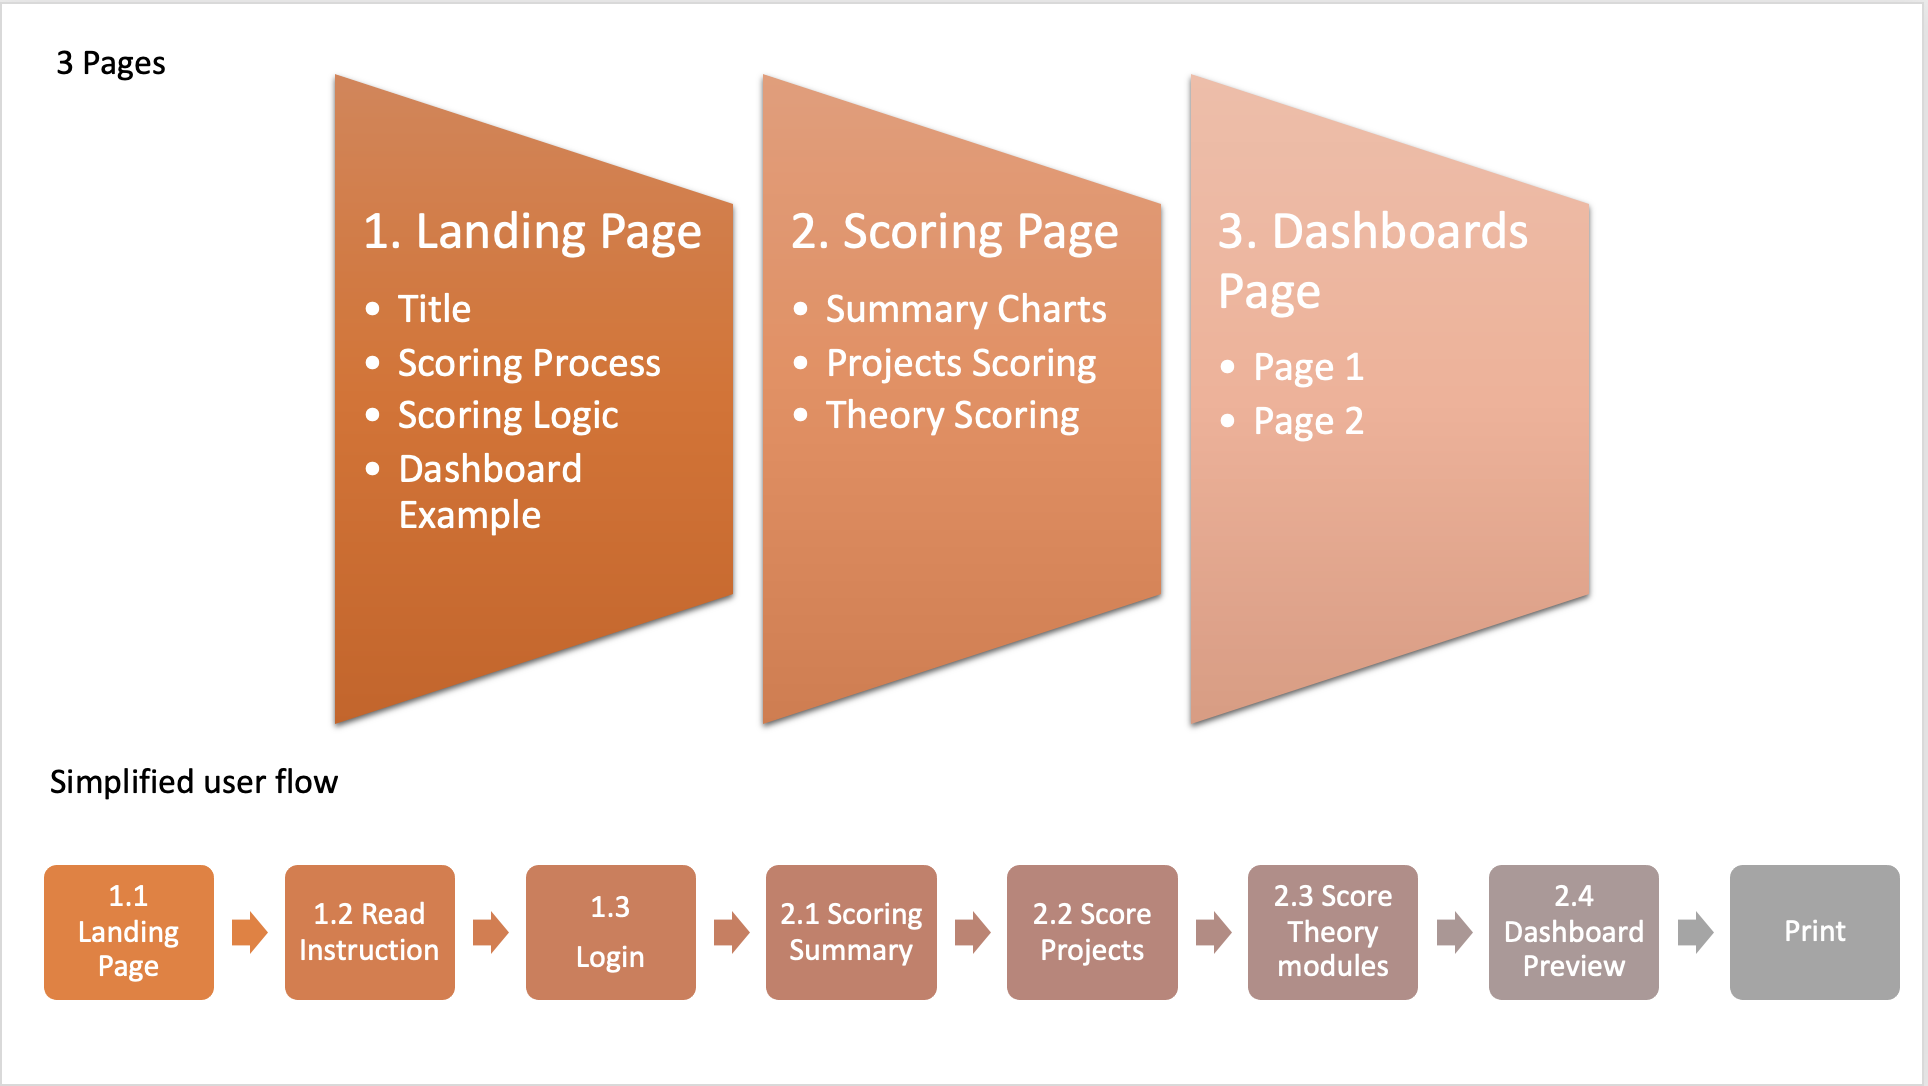 3 Pages
1. Landing Page
• Title
• Scoring Process
• Scoring Logic
• Dashboard
Example
2. Scoring Page
• Summary Charts
• Projects Scoring
• Theory Scoring
3. Dashboards
Page
• Page 1
• Page 2
Simplified user flow
1.1
Landing
Page
1.2 Read
Instruction
1.3
Login
2.1 Scoring
Summary
2.2 Score
Projects
2.3 Score
Theory
modules
2.4
Dashboard
Preview
Print